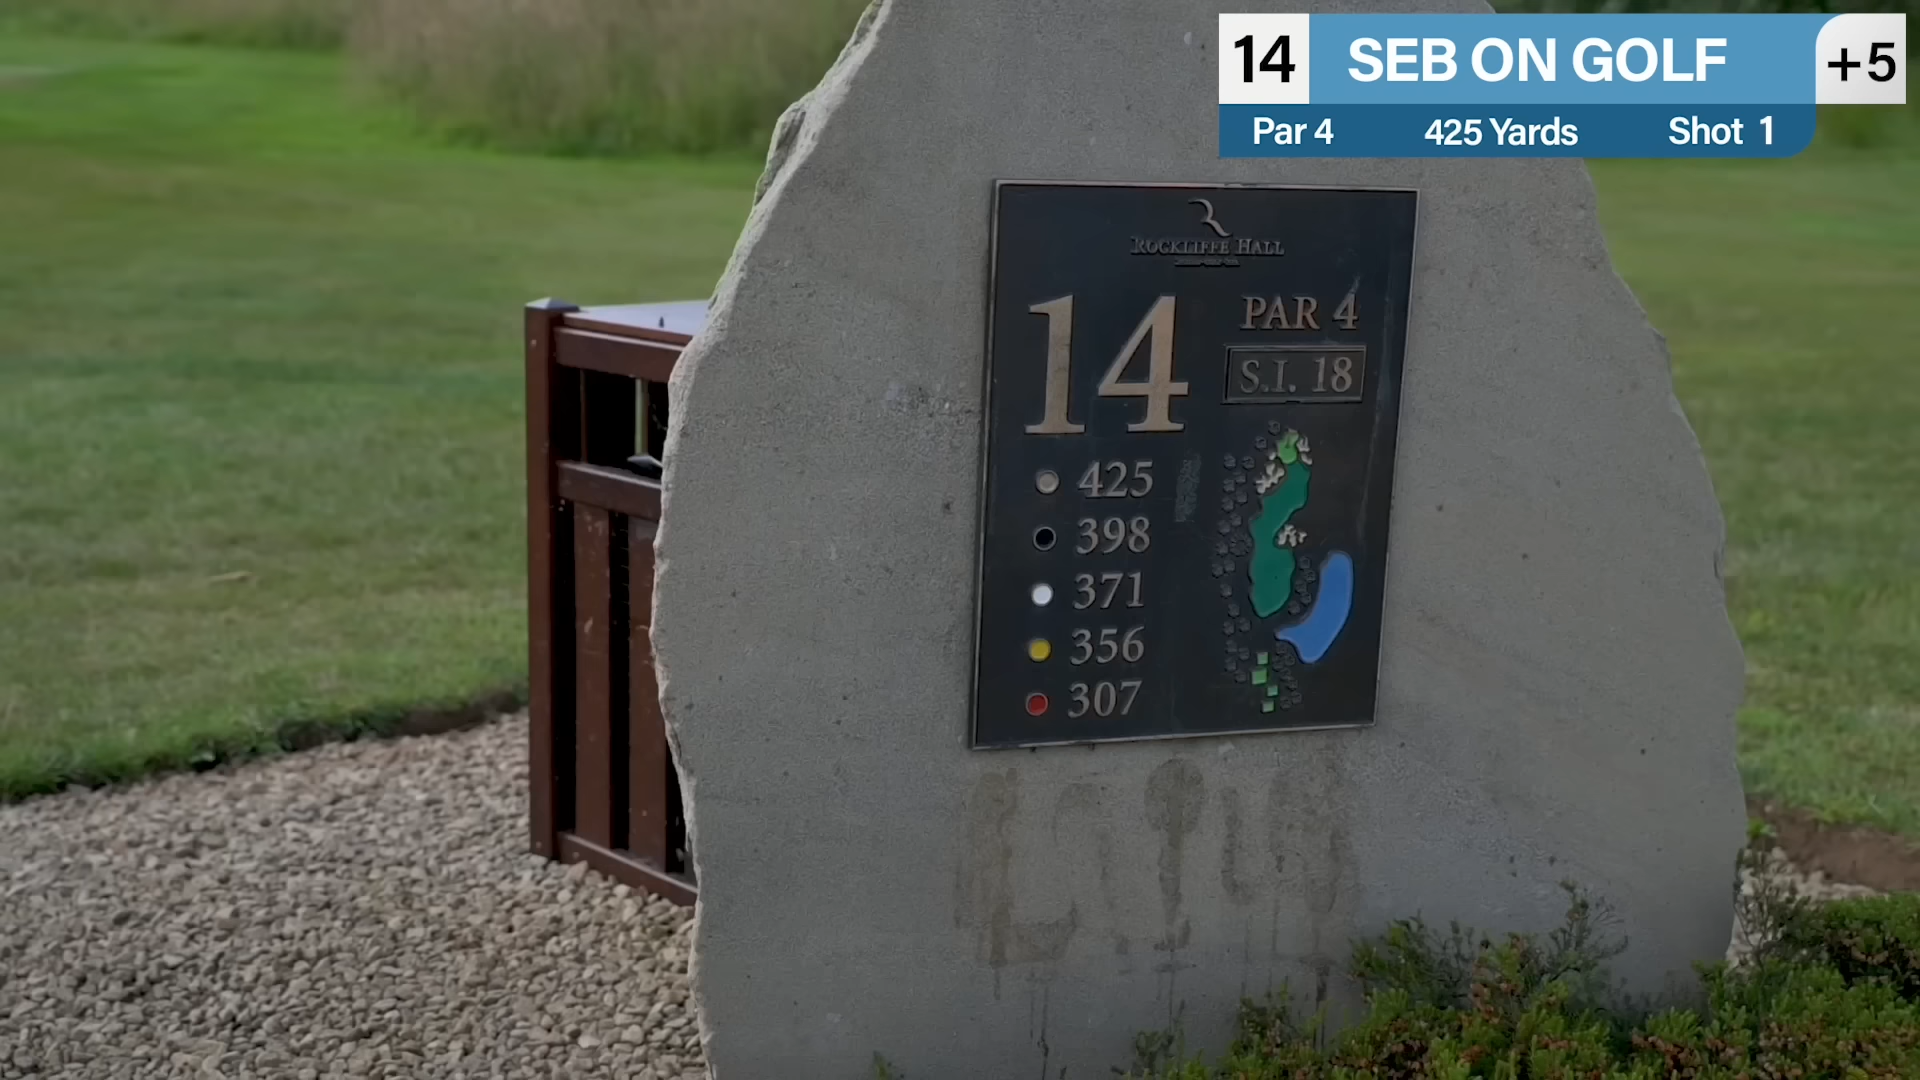 14 SEB ON GOLF +5
Par 4 425 Yards Shot 1
ROCKLIFFE HALL
14
PAR 4
S.I. 18
425
398
371
356
307